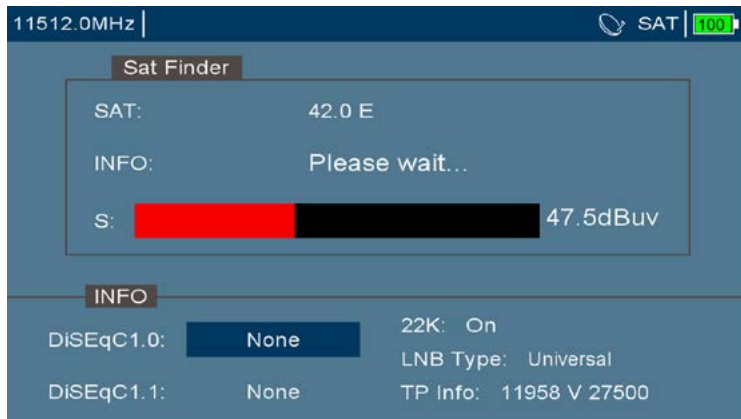 11512.0MHz SAT 100
Sat Finder
SAT: 42.0 E
INFO: Please wait...
S: 47.5dBuv
INFO
DiSEqC1.0: None
22K: On
LNB Type: Universal
DiSEqC1.1: None
TP Info: 11958 V 27500